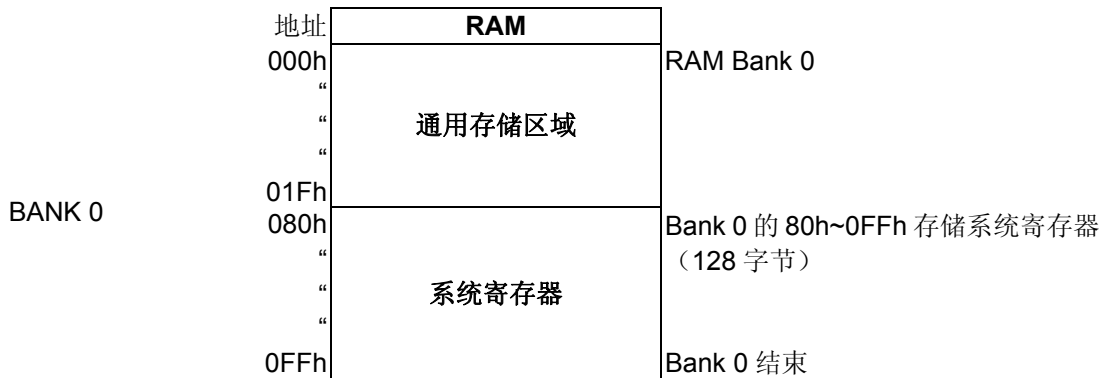 地址 RAM
000h RAM Bank 0
“
“ 通用存储区域
“
01Fh
BANK 0
080h Bank 0 的 80h~0FFh 存储系统寄存器
“ （128 字节）
“ 系统寄存器
“
0FFh Bank 0 结束